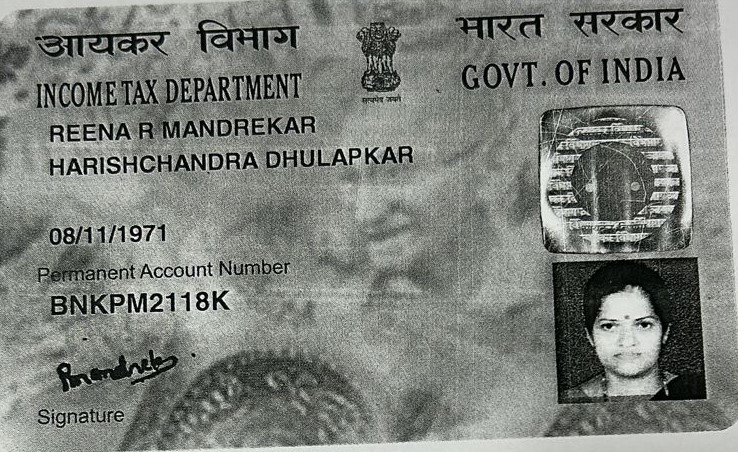 आयकर विभाग
भारत सरकार
INCOME TAX DEPARTMENT
GOVT. OF INDIA
सत्यमेव जयते
REENA R MANDREKAR
HARISHCHANDRA DHULAPKAR
08/11/1971
Permanent Account Number
BNKPM2118K
Signature